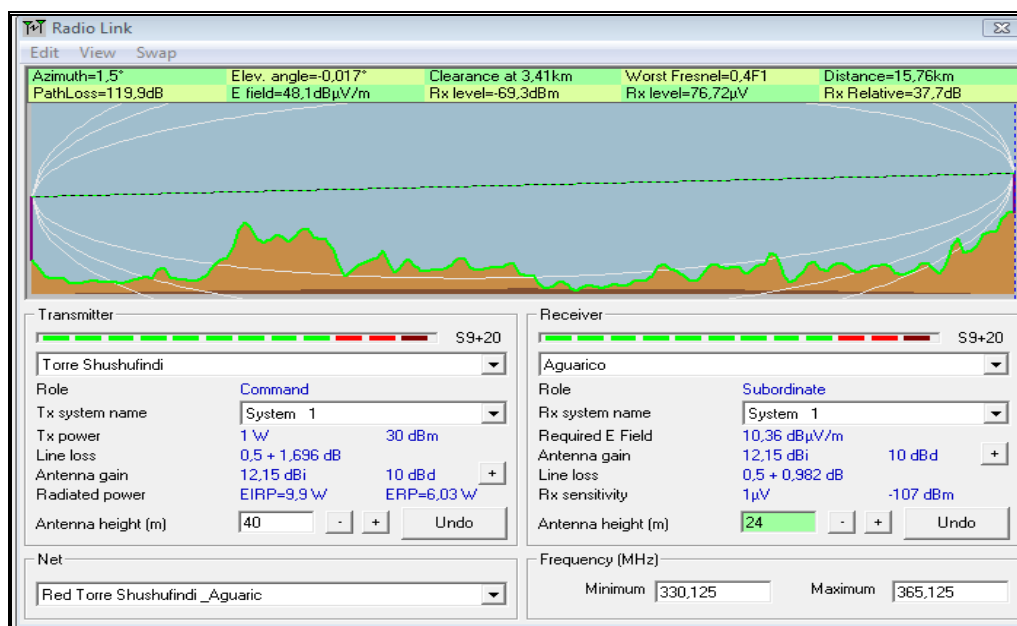 Radio Link
Edit View Swap
Azimuth=1,5° Elev. angle=-0,017° Clearance at 3,41km Worst Fresnel=0,4F1 Distance=15,76km
PathLoss=119,9dB E field=48,1dBµV/m Rx level=-69,3dBm Rx level=76,72µV Rx Relative=37,7dB
Transmitter
S9+20
Torre Shushufindi
Role Command
Tx system name System 1
Tx power 1 W 30 dBm
Line loss 0,5 + 1,696 dB
Antenna gain 12,15 dBi 10 dBd +
Radiated power EIRP=9,9 W ERP=6,03 W
Antenna height (m) 40 - + Undo
Net
Red Torre Shushufindi _Aguaric
Receiver
S9+20
Aguarico
Role Subordinate
Rx system name System 1
Required E Field 10,36 dBµV/m
Antenna gain 12,15 dBi 10 dBd +
Line loss 0,5 + 0,982 dB
Rx sensitivity 1µV -107 dBm
Antenna height (m) 24 - + Undo
Frequency (MHz)
Minimum 330,125 Maximum 365,125